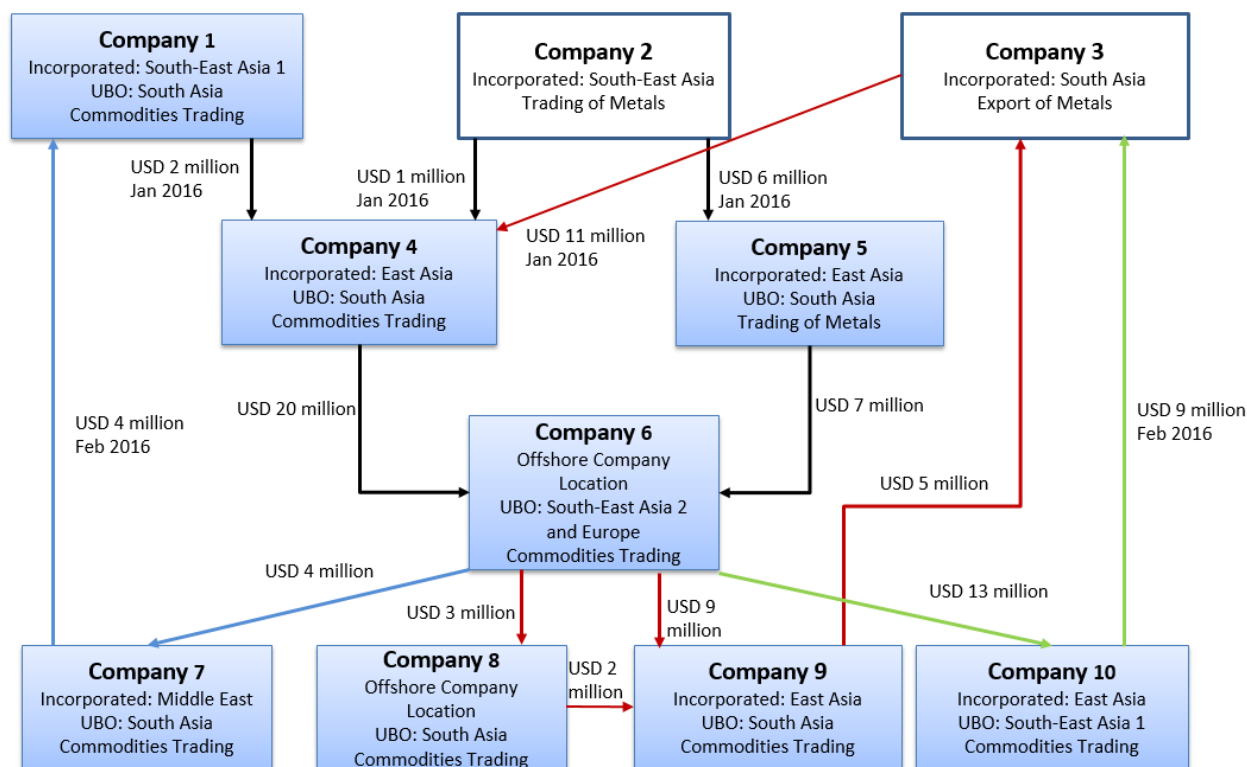 Company 1
Incorporated: South-East Asia 1
UBO: South Asia
Commodities Trading
Company 2
Incorporated: South-East Asia
Trading of Metals
Company 3
Incorporated: South Asia
Export of Metals
USD 2 million
Jan 2016
USD 1 million
Jan 2016
USD 6 million
Jan 2016
USD 11 million
Jan 2016
Company 4
Incorporated: East Asia
UBO: South Asia
Commodities Trading
Company 5
Incorporated: East Asia
UBO: South Asia
Trading of Metals
USD 4 million
Feb 2016
USD 20 million
USD 7 million
USD 9 million
Feb 2016
Company 6
Offshore Company
Location
UBO: South-East Asia 2
and Europe
Commodities Trading
USD 5 million
USD 4 million
USD 3 million
USD 9
million
USD 13 million
Company 7
Incorporated: Middle East
UBO: South Asia
Commodities Trading
Company 8
Offshore Company
Location
UBO: South Asia
Commodities Trading
USD 2
million
Company 9
Incorporated: East Asia
UBO: South Asia
Commodities Trading
Company 10
Incorporated: East Asia
UBO: South-East Asia 1
Commodities Trading